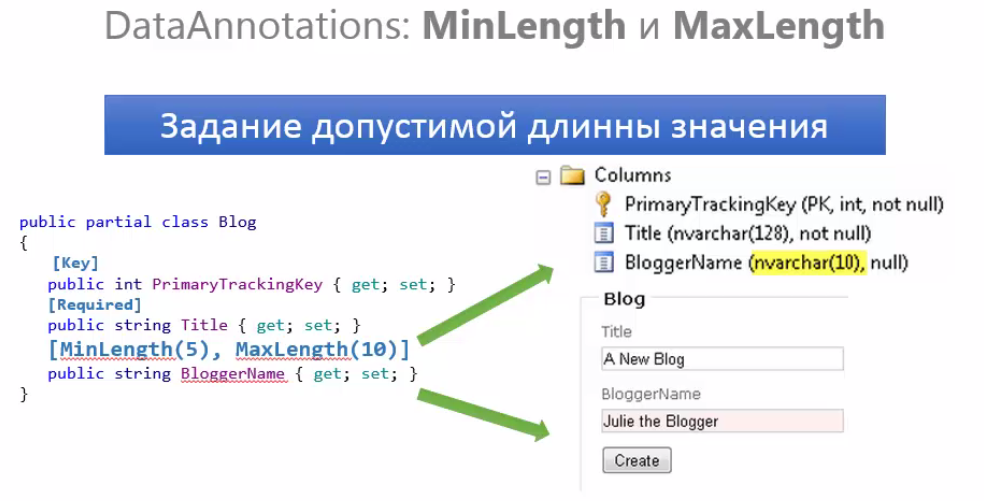 DataAnnotations: MinLength и MaxLength
Задание допустимой длинны значения
public partial class Blog
{
[Key]
public int PrimaryTrackingKey { get; set; }
[Required]
public string Title { get; set; }
[MinLength(5), MaxLength(10)]
public string BloggerName { get; set; }
}
Columns
PrimaryTrackingKey (PK, int, not null)
Title (nvarchar(128), not null)
BloggerName (nvarchar(10), null)
Blog
Title
A New Blog
BloggerName
Julie the Blogger
Create